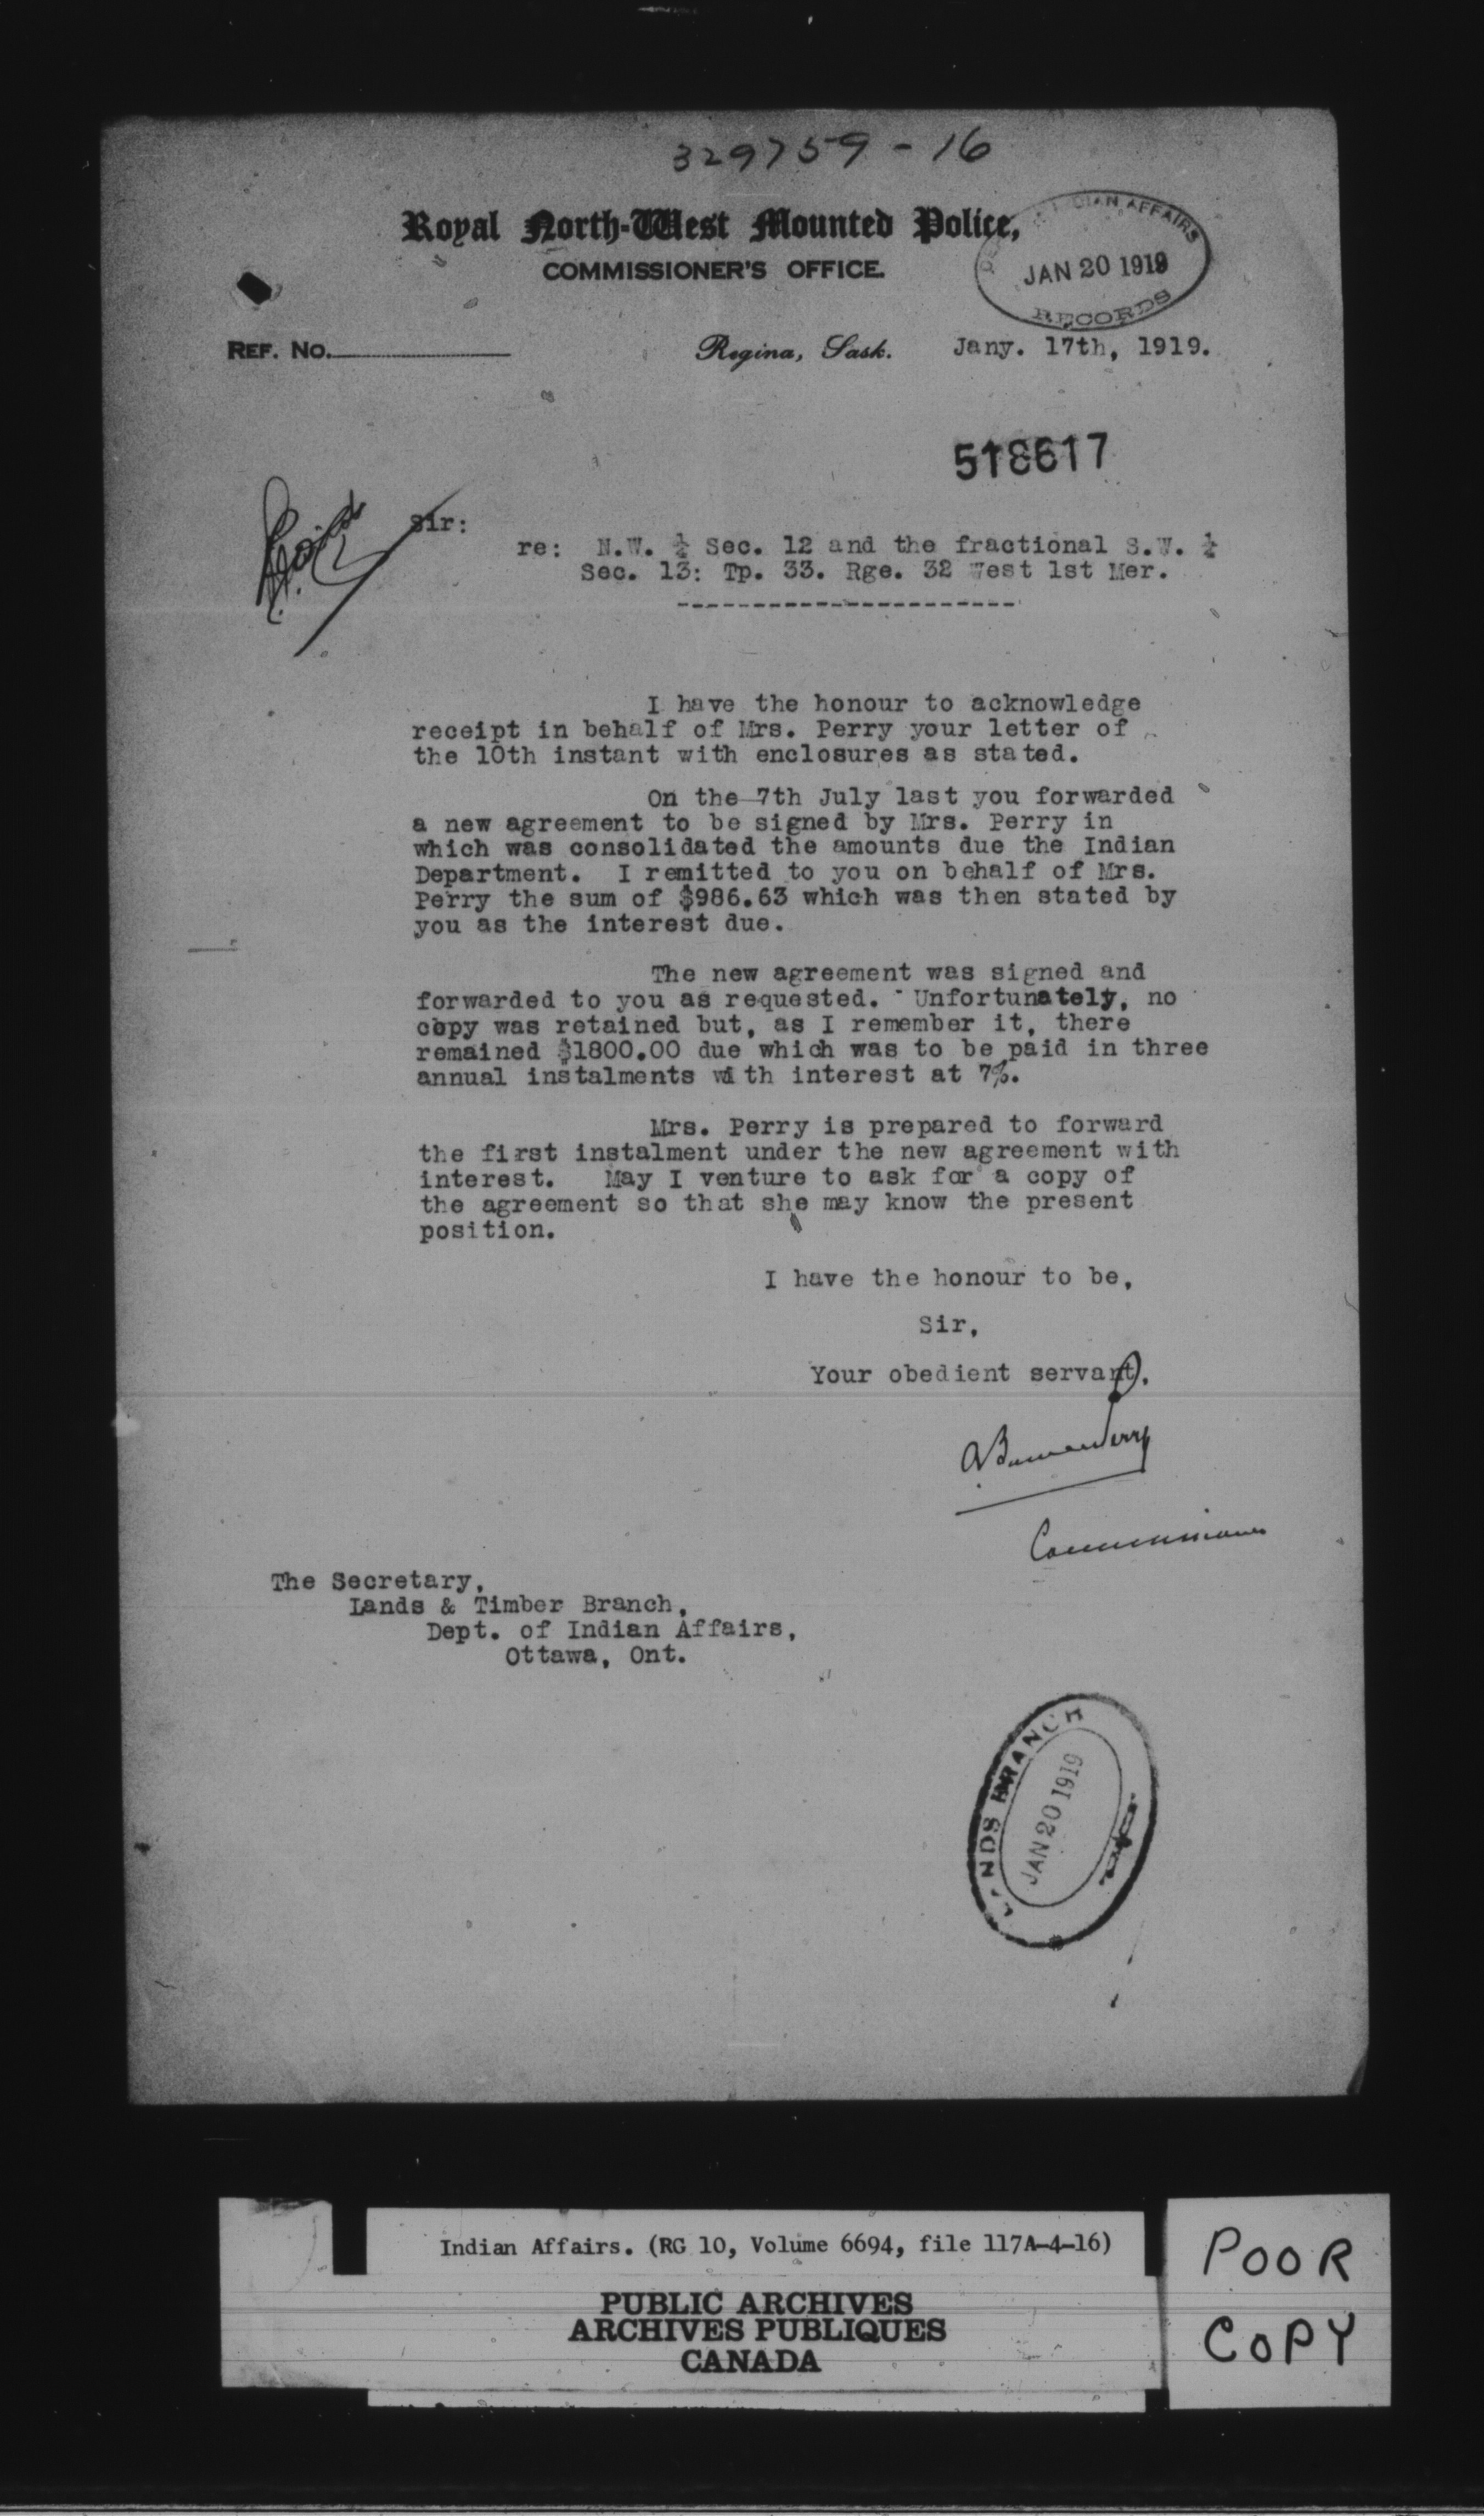 329759-16
Royal North-West Mounted Police,
COMMISSIONER'S OFFICE.
INDIAN AFFAIRS
JAN 20 1919
RECORDS
REF. No.
Regina, Sask. Jany. 17th, 1919.
518617
Sir:
re: N.W. ¼ Sec. 12 and the fractional S.W. ¼
Sec. 13: Tp. 33. Rge. 32 West 1st Mer.
----------------------
I have the honour to acknowledge
receipt in behalf of Mrs. Perry your letter of
the 10th instant with enclosures as stated.
On the 7th July last you forwarded
a new agreement to be signed by Mrs. Perry in
which was consolidated the amounts due the Indian
Department. I remitted to you on behalf of Mrs.
Perry the sum of $986.63 which was then stated by
you as the interest due.
The new agreement was signed and
forwarded to you as requested. Unfortunately, no
copy was retained but, as I remember it, there
remained $1800.00 due which was to be paid in three
annual instalments with interest at 7%.
Mrs. Perry is prepared to forward
the first instalment under the new agreement with
interest. May I venture to ask for a copy of
the agreement so that she may know the present
position.
I have the honour to be,
Sir,
Your obedient servant,
A Bowen Perry
Commissioner
The Secretary,
Lands & Timber Branch,
Dept. of Indian Affairs,
Ottawa, Ont.
LANDS BRANCH
JAN 20 1919
Indian Affairs. (RG 10, Volume 6694, file 117A-4-16)
PUBLIC ARCHIVES
ARCHIVES PUBLIQUES
CANADA
POOR
COPY